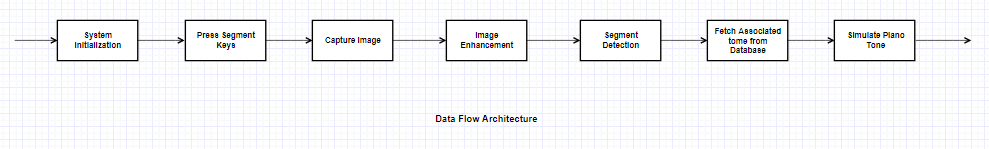 System
Initialization
Press Segment
Keys
Capture Image
Image
Enhancement
Segment
Detection
Fetch Associated
tome from
Database
Simulate Piano
Tone
Data Flow Architecture